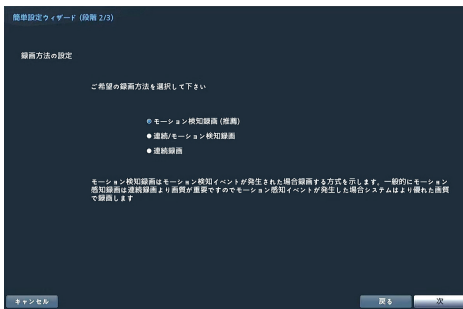 簡単設定ウィザード (段階 2/3)
録画方法の設定
ご希望の録画方法を選択して下さい
モーション検知録画 (推薦)
連続/モーション検知録画
連続録画
モーション検知録画はモーション検知イベントが発生された場合録画する方式を示します。一般的にモーション
感知録画は連続録画より画質が重要ですのでモーション感知イベントが発生した場合システムはより優れた画質
で録画します
キャンセル
戻る
次